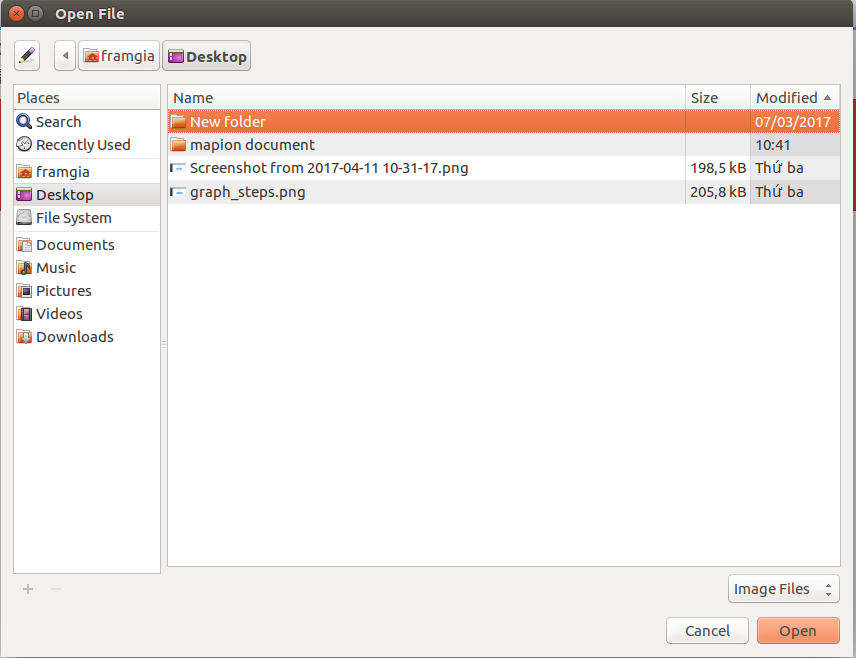 Open File
framgia Desktop
Places
Search
Recently Used
framgia
Desktop
File System
Documents
Music
Pictures
Videos
Downloads
Name Size Modified
New folder 07/03/2017
mapion document 10:41
Screenshot from 2017-04-11 10-31-17.png 198,5 kB Thứ ba
graph_steps.png 205,8 kB Thứ ba
Image Files
Cancel Open